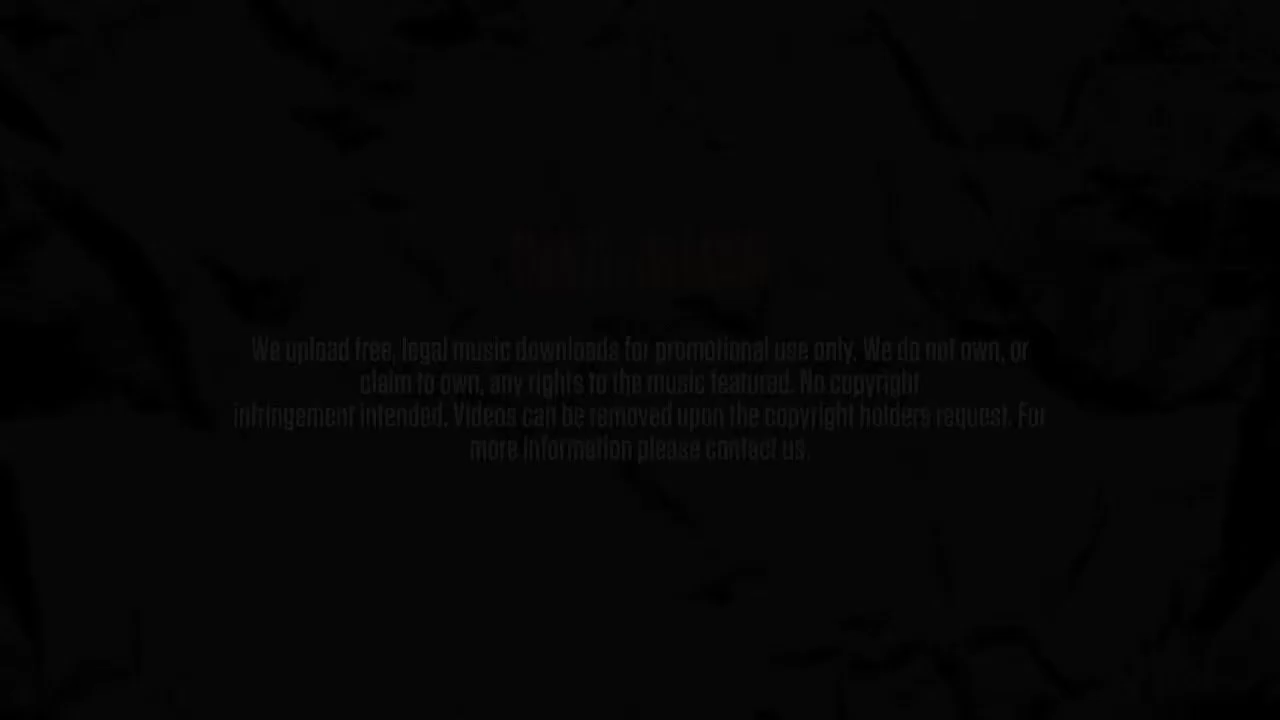 We upload free, legal music downloads for promotional use only. We do not own, or
claim to own, any rights to the music featured. No copyright
infringement intended. Videos can be removed upon the copyright holders request. For
more information please contact us.